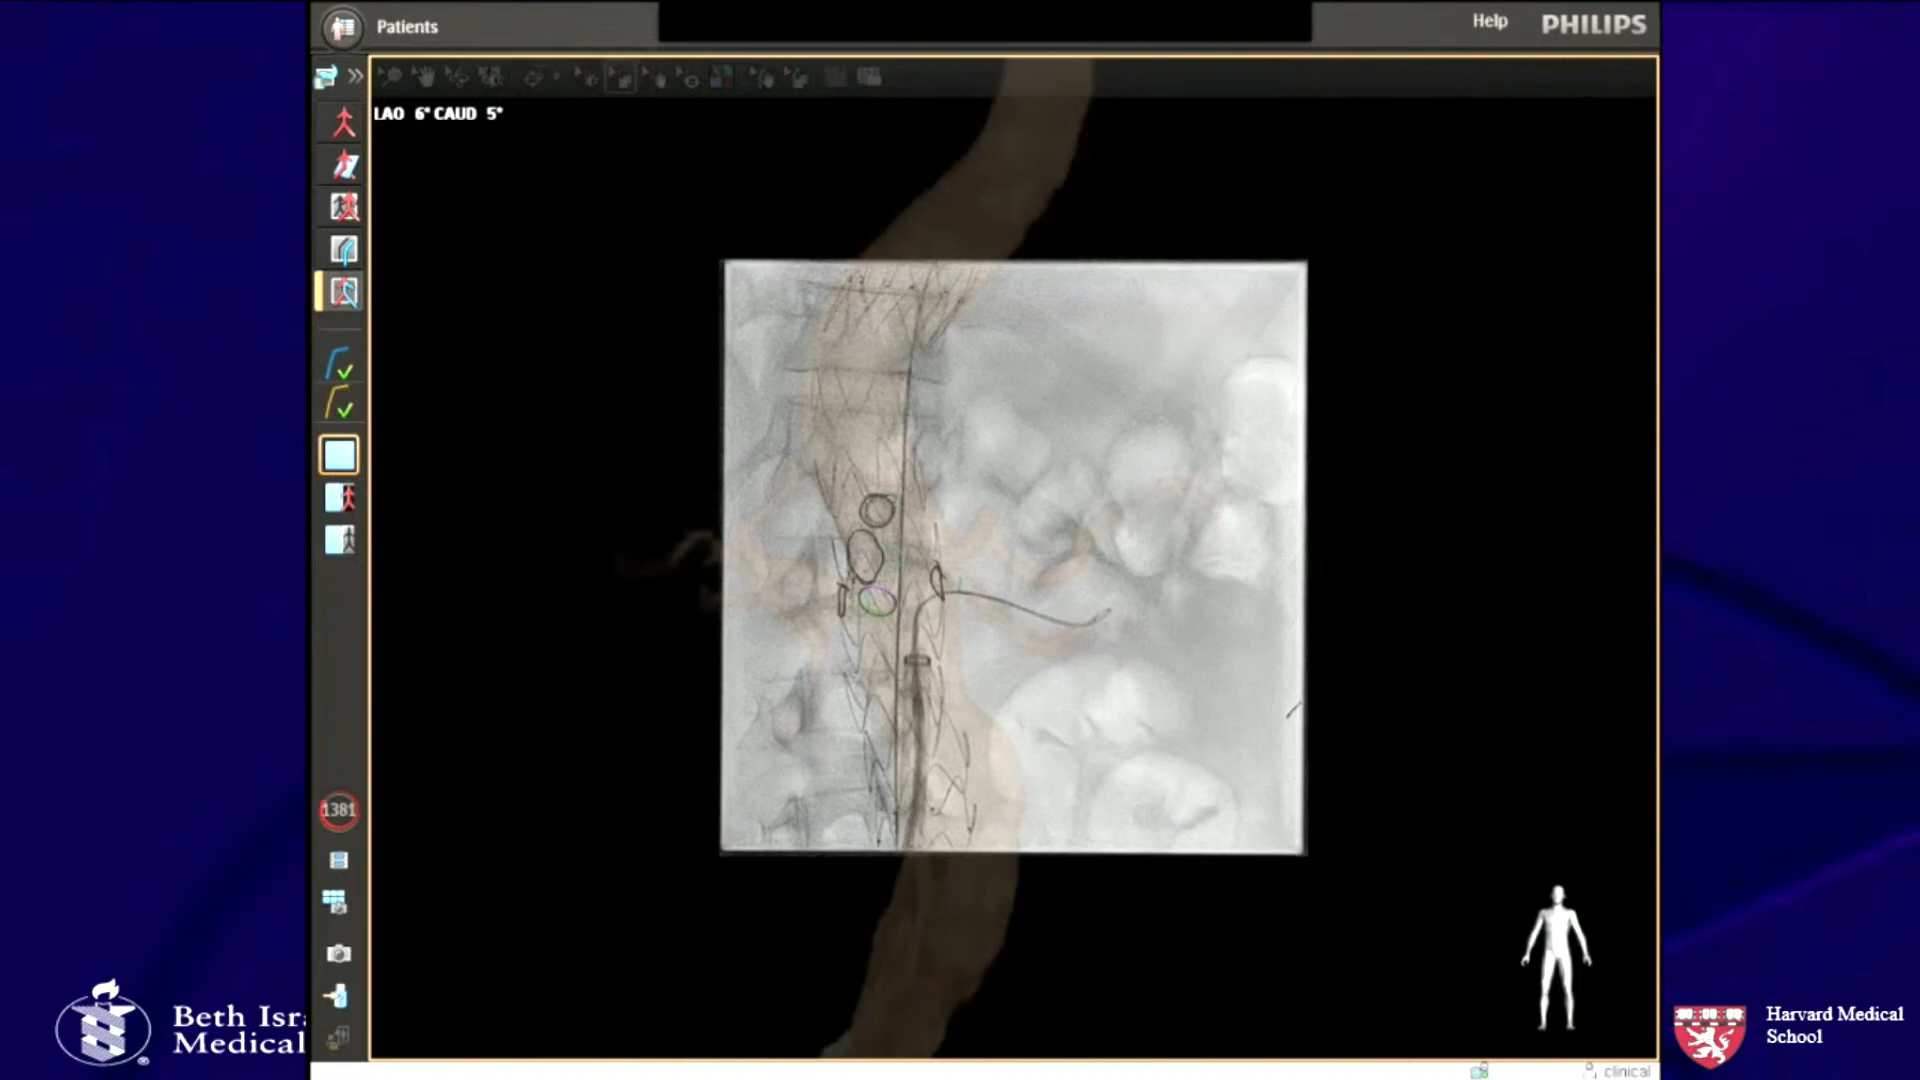 Patients
Help
PHILIPS
LAO 6° CAUD 5°
1381
Beth Isr
Medical
Harvard Medical
School
clinical